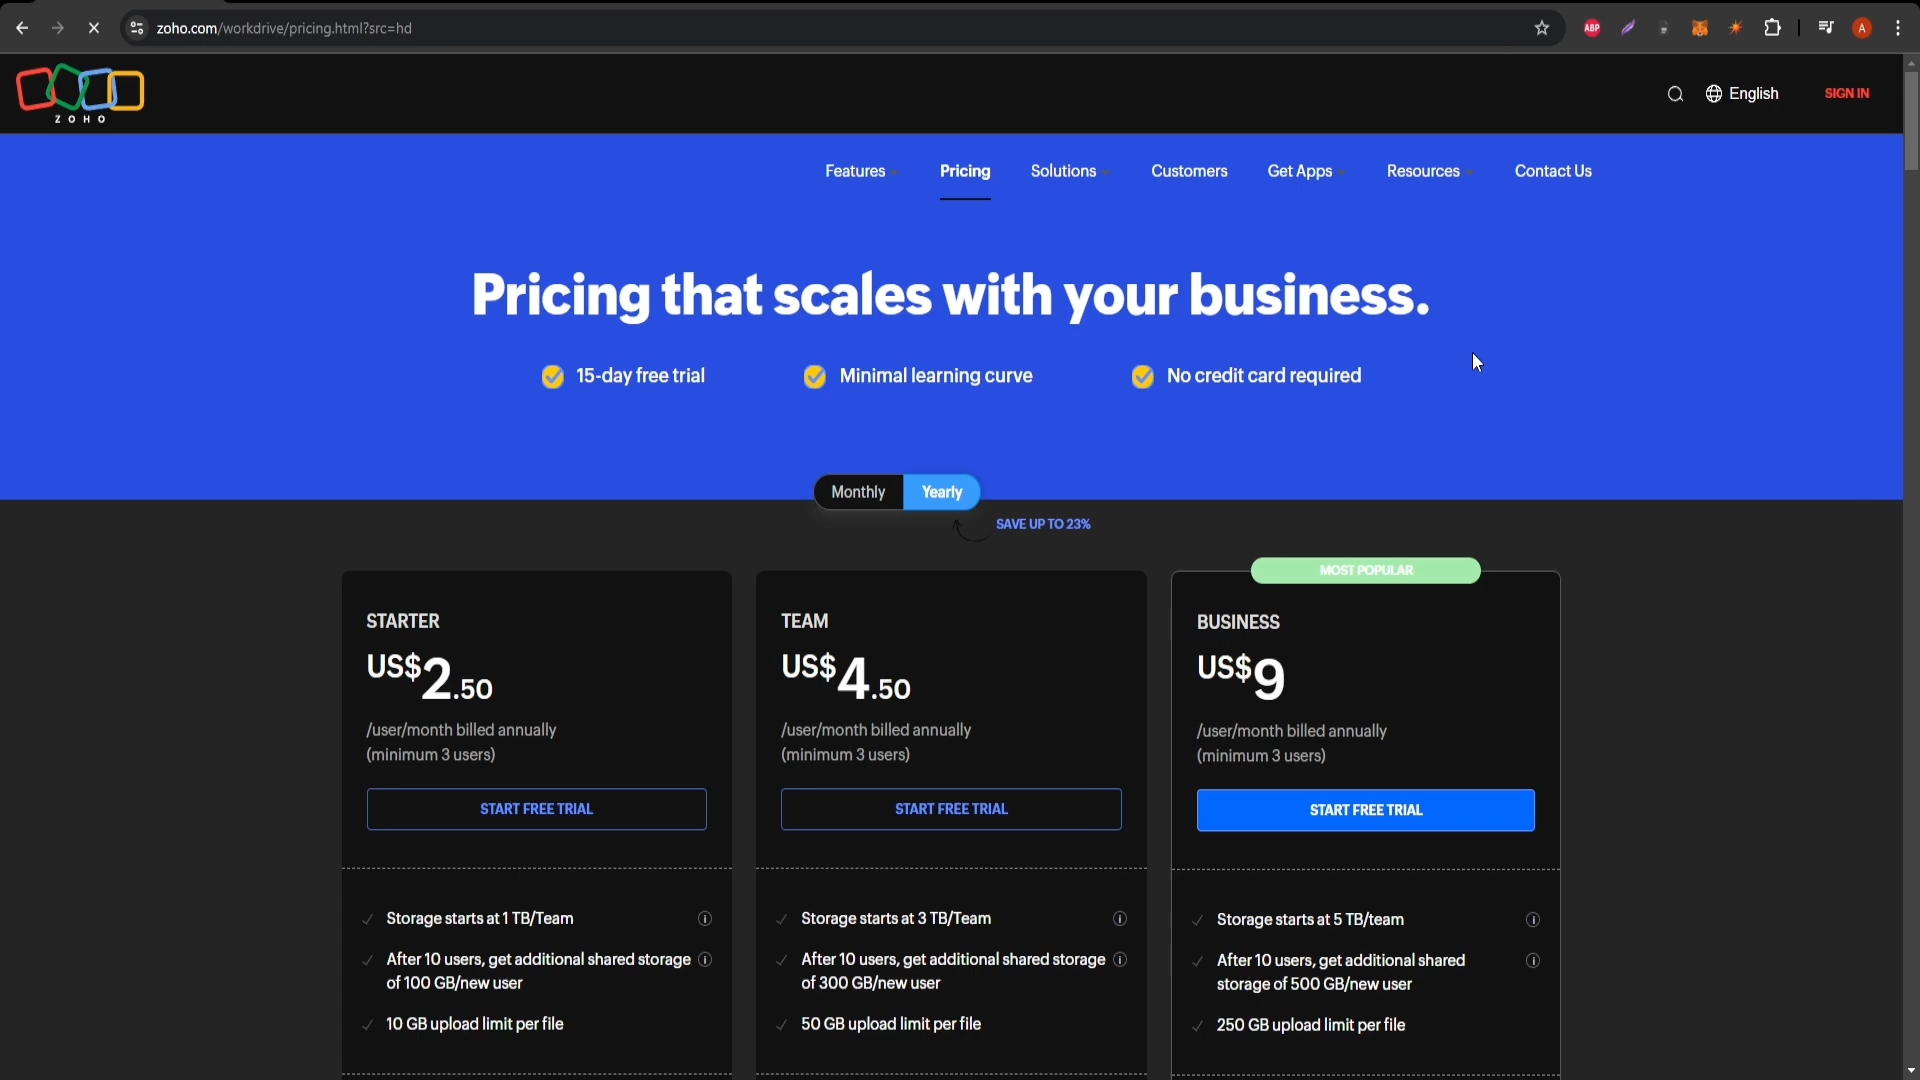 zoho.com/workdrive/pricing.html?src=hd
ABP
A
ZOHO
English
SIGN IN
Features
Pricing
Solutions
Customers
Get Apps
Resources
Contact Us
Pricing that scales with your business.
15-day free trial
Minimal learning curve
No credit card required
Monthly
Yearly
SAVE UP TO 23%
STARTER
US$2.50
/user/month billed annually
(minimum 3 users)
START FREE TRIAL
Storage starts at 1 TB/Team
After 10 users, get additional shared storage
of 100 GB/new user
10 GB upload limit per file
TEAM
US$4.50
/user/month billed annually
(minimum 3 users)
START FREE TRIAL
Storage starts at 3 TB/Team
After 10 users, get additional shared storage
of 300 GB/new user
50 GB upload limit per file
MOST POPULAR
BUSINESS
US$9
/user/month billed annually
(minimum 3 users)
START FREE TRIAL
Storage starts at 5 TB/team
After 10 users, get additional shared
storage of 500 GB/new user
250 GB upload limit per file